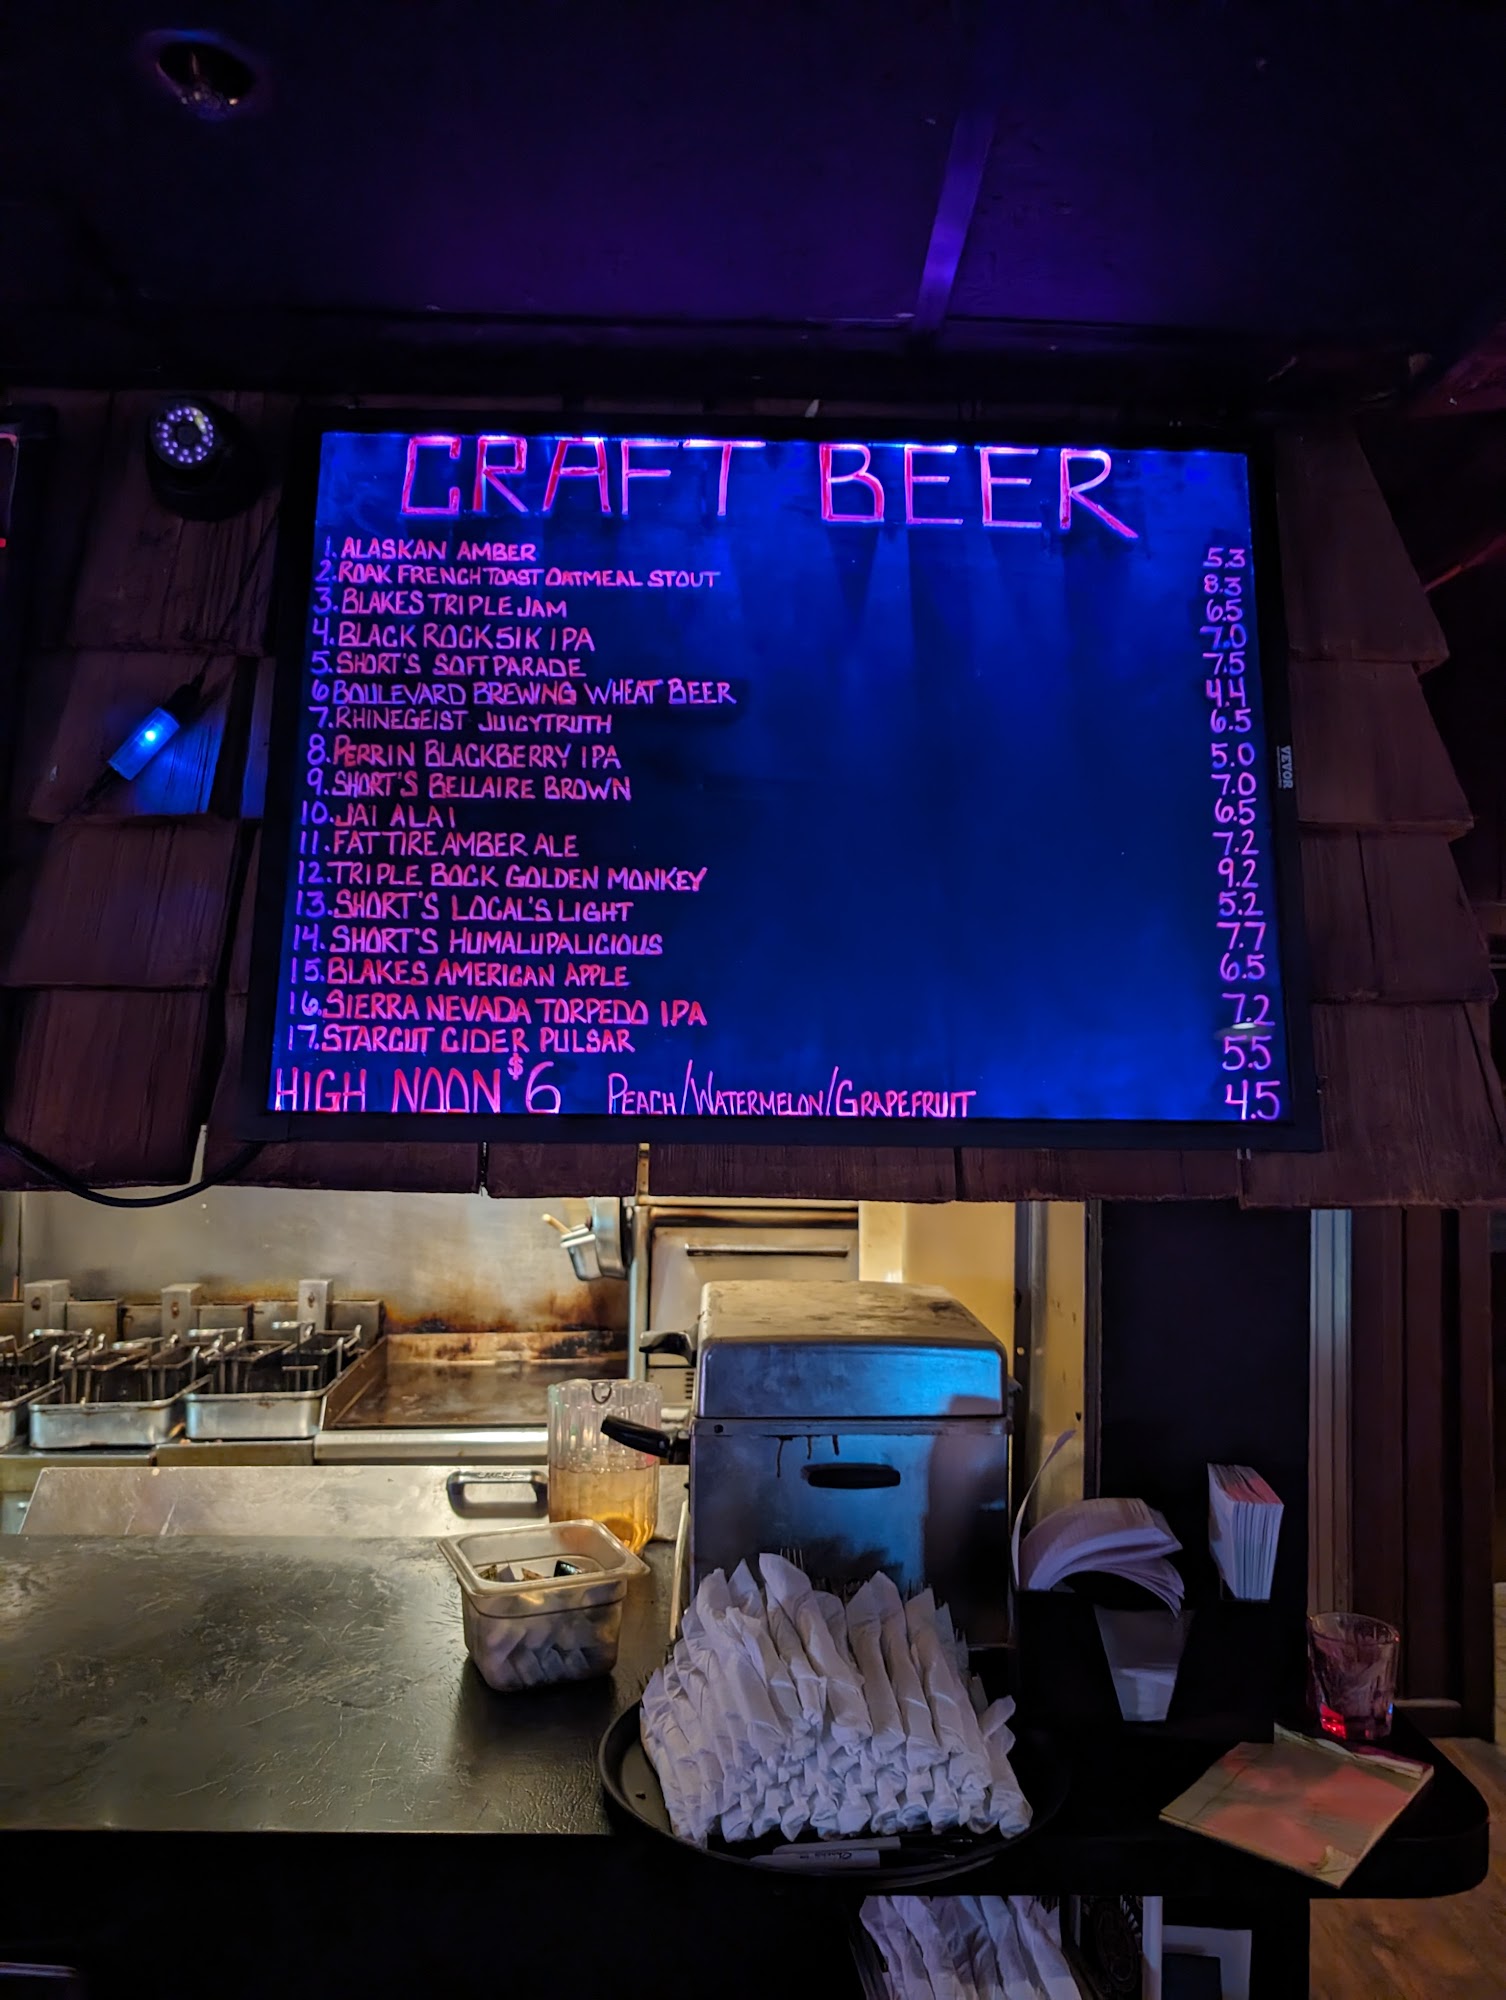 CRAFT BEER
1. ALASKAN AMBER 5.3
2. ROAK FRENCH TOAST OATMEAL STOUT 8.3
3. BLAKES TRIPLE JAM 6.5
4. BLACK ROCK 51K IPA 7.0
5. SHORT'S SOFT PARADE 7.5
6 BOULEVARD BREWING WHEAT BEER 4.4
7. RHINEGEIST JUICYTRUTH 6.5
8. PERRIN BLACKBERRY IPA 5.0
9. SHORT'S BELLAIRE BROWN 7.0
10. JAI ALAI 6.5
11. FAT TIRE AMBER ALE 7.2
12. TRIPLE BOCK GOLDEN MONKEY 9.2
13. SHORT'S LOCAL'S LIGHT 5.2
14. SHORT'S HUMALUPALICIOUS 7.7
15. BLAKES AMERICAN APPLE 6.5
16. SIERRA NEVADA TORPEDO I.PA 7.2
17. STARCUT CIDER PULSAR 5.5
HIGH NOON $6 PEACH/WATERMELON/GRAPEFRUIT 4.5
VEVOR